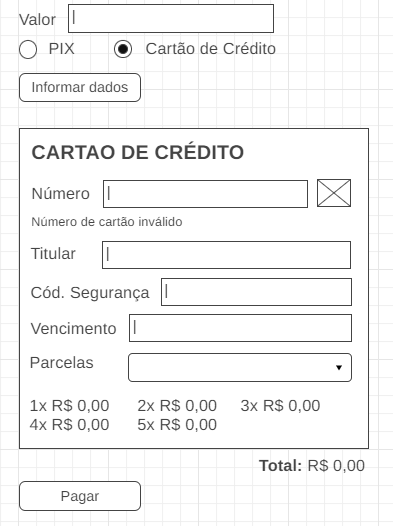 Valor
PIX Cartão de Crédito
Informar dados
CARTAO DE CRÉDITO
Número
Número de cartão inválido
Titular
Cód. Segurança
Vencimento
Parcelas
1x R$ 0,00 2x R$ 0,00 3x R$ 0,00
4x R$ 0,00 5x R$ 0,00
Total: R$ 0,00
Pagar